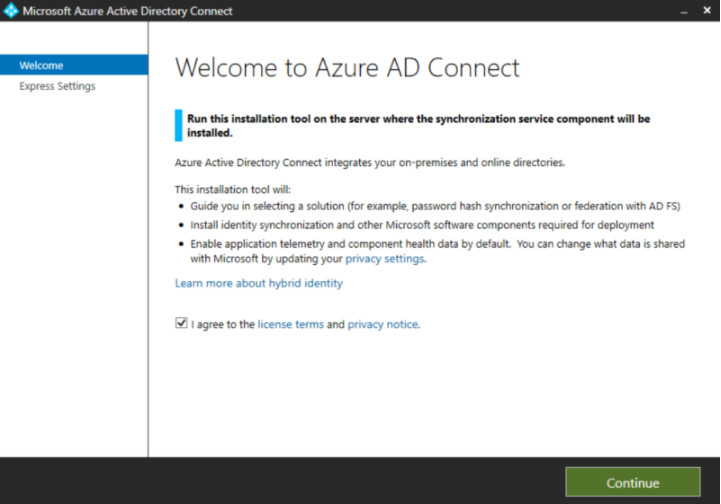 Microsoft Azure Active Directory Connect
Welcome
Express Settings
Welcome to Azure AD Connect
Run this installation tool on the server where the synchronization service component will be
installed.
Azure Active Directory Connect integrates your on-premises and online directories.
This installation tool will:
• Guide you in selecting a solution (for example, password hash synchronization or federation with AD FS)
• Install identity synchronization and other Microsoft software components required for deployment
• Enable application telemetry and component health data by default. You can change what data is shared
with Microsoft by updating your privacy settings.
Learn more about hybrid identity
I agree to the license terms and privacy notice.
Continue